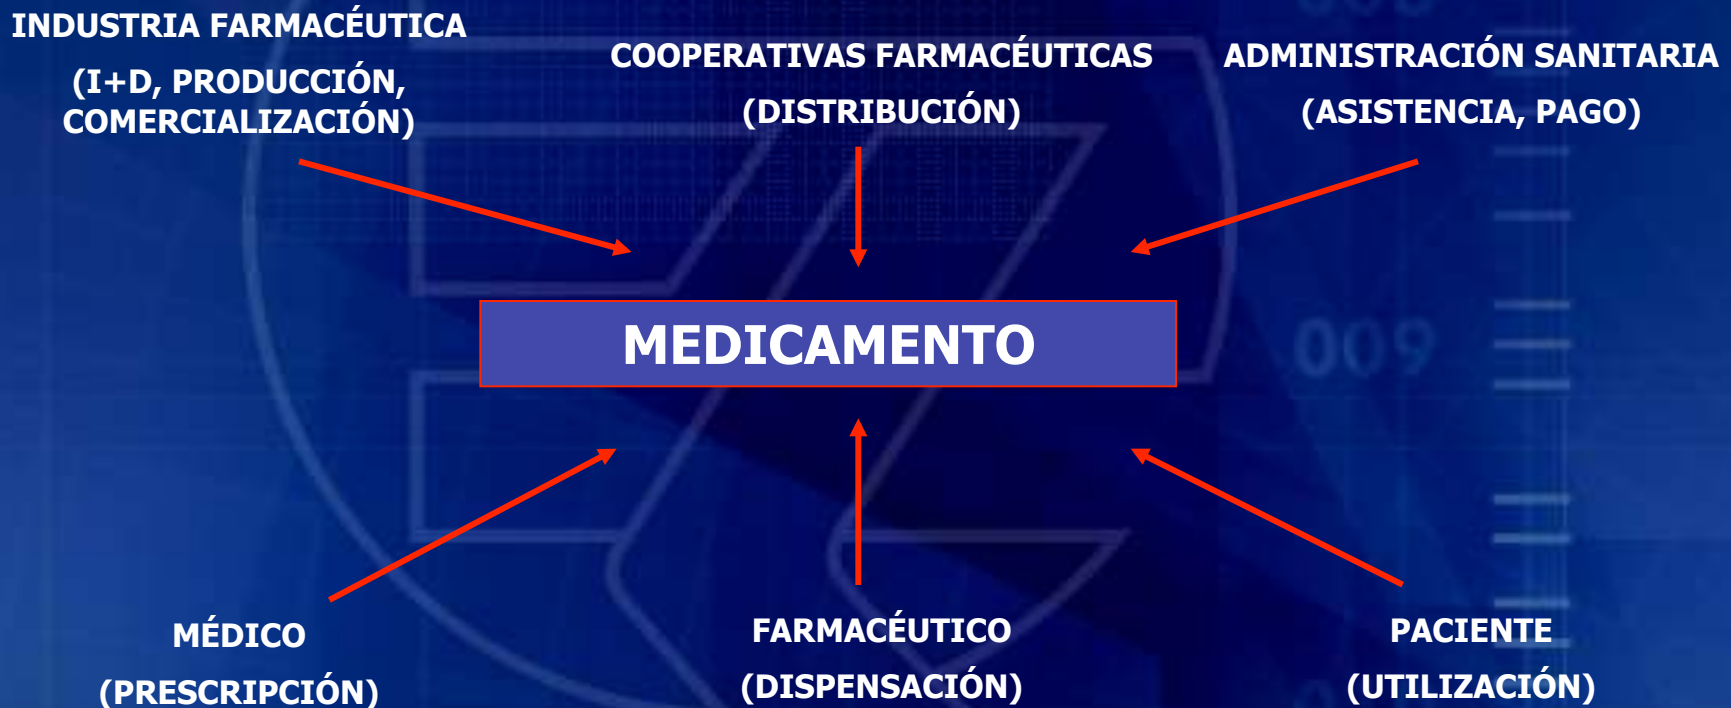 INDUSTRIA FARMACÉUTICA
(I+D, PRODUCCIÓN,
COMERCIALIZACIÓN)
COOPERATIVAS FARMACÉUTICAS
(DISTRIBUCIÓN)
ADMINISTRACIÓN SANITARIA
(ASISTENCIA, PAGO)
MEDICAMENTO
009
MÉDICO
(PRESCRIPCIÓN)
FARMACÉUTICO
(DISPENSACIÓN)
PACIENTE
(UTILIZACIÓN)